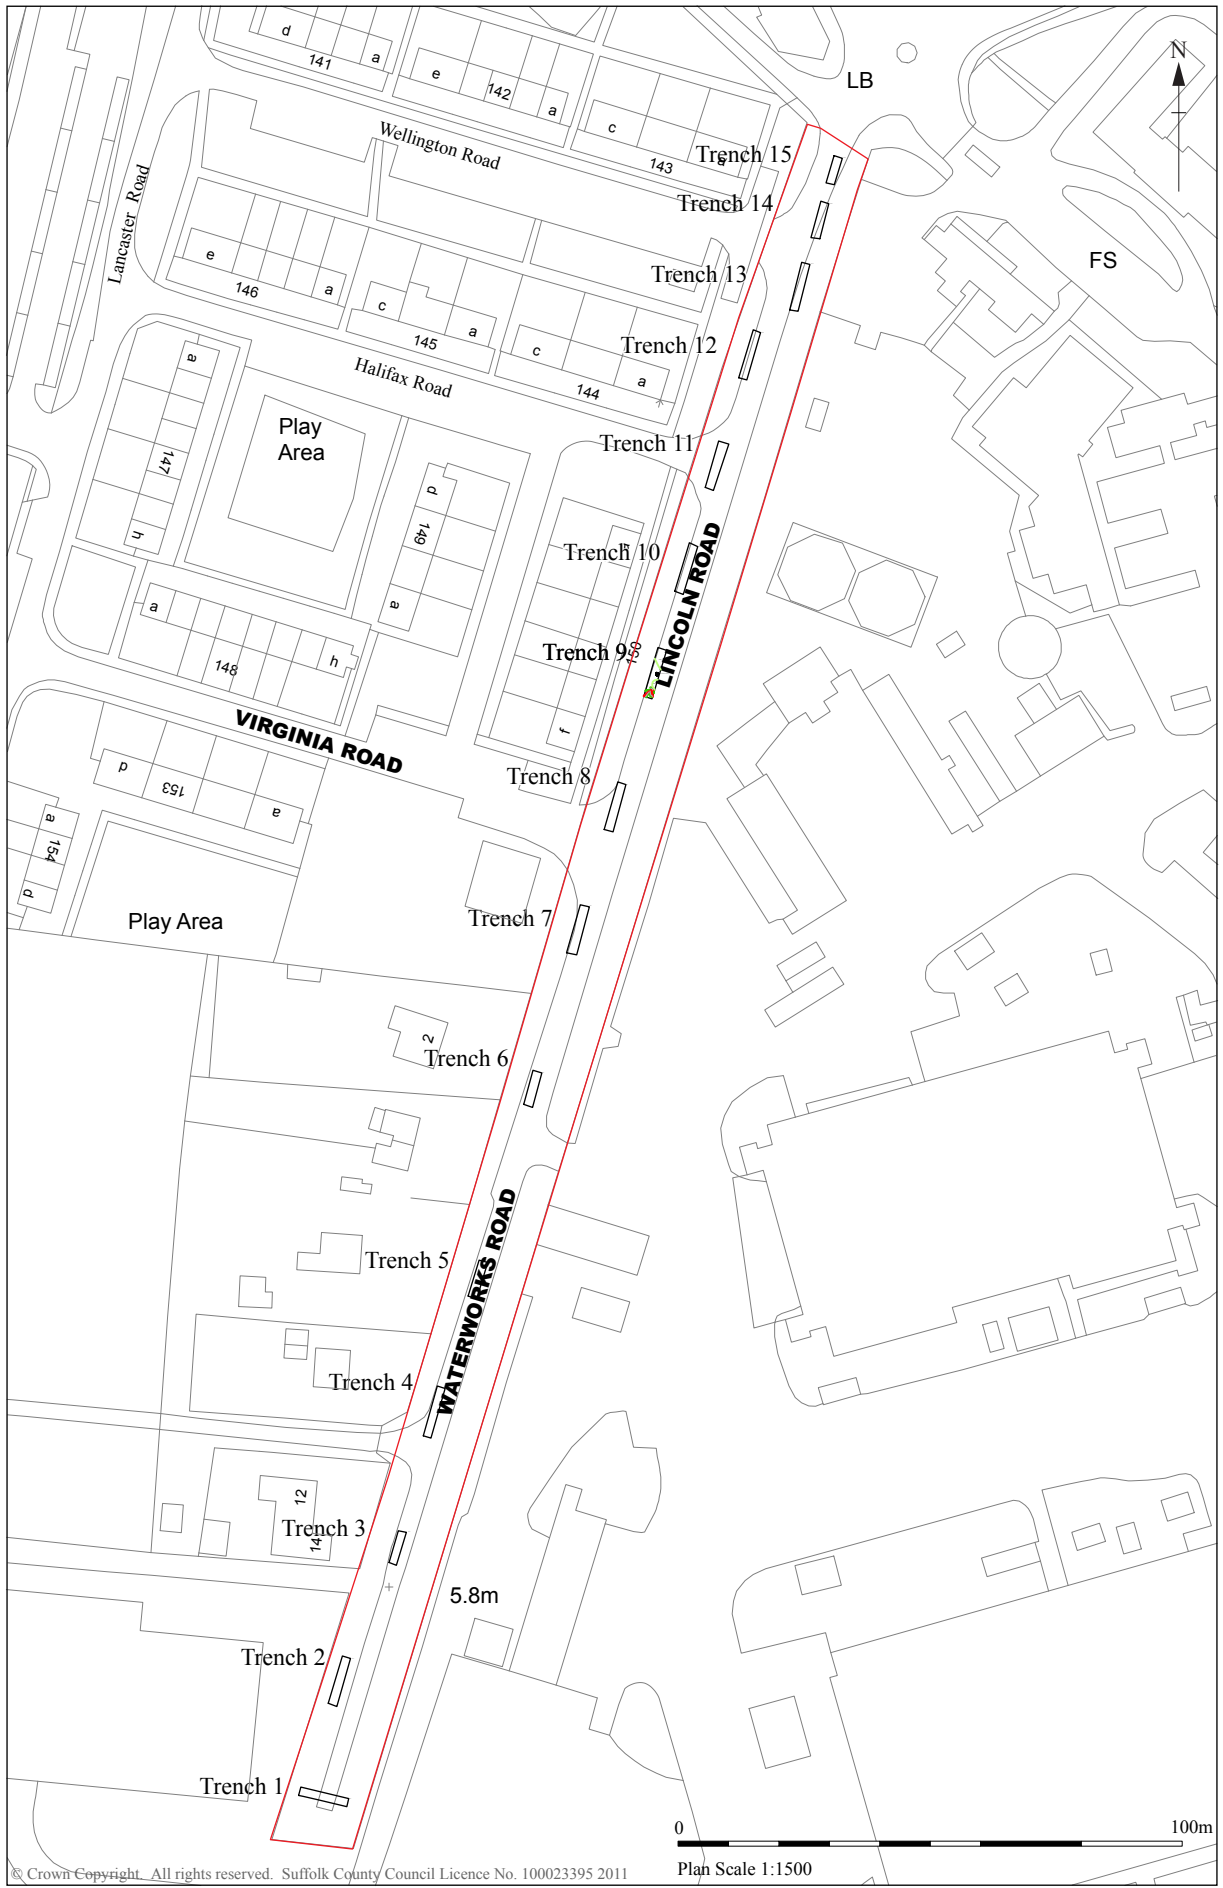 d
141
a
e
142
a
c
143
a
LB
N
Wellington Road
Trench 15
Trench 14
Lancaster Road
e
146
a
c
145
a
c
144
a
Trench 13
FS
Trench 12
Halifax Road
a
147
h
Play
Area
d
149
a
Trench 11
Trench 10
h
LINCOLN ROAD
a
148
h
Trench 9
150
f
VIRGINIA ROAD
d
153
a
Trench 8
a
154
d
Play Area
Trench 7
2
Trench 6
WATERWORKS ROAD
Trench 5
Trench 4
12
14
Trench 3
5.8m
Trench 2
Trench 1
0
100m
Plan Scale 1:1500
© Crown Copyright. All rights reserved. Suffolk County Council Licence No. 100023395 2011